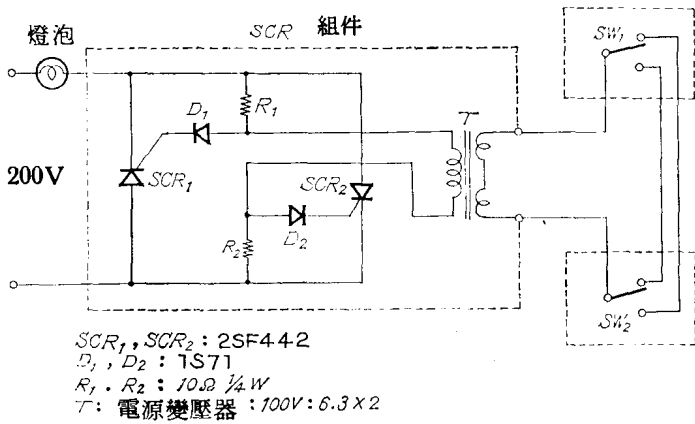 燈泡
SCR 組件
SW₁
D₁
R₁
T
200V
SCR₁
SCR₂
R₂
D₂
SW₂
SCR₁, SCR₂ : 2SF442
D₁, D₂ : 1S71
R₁ . R₂ : 10Ω ¼W
T: 電源變壓器 :100V:6.3×2